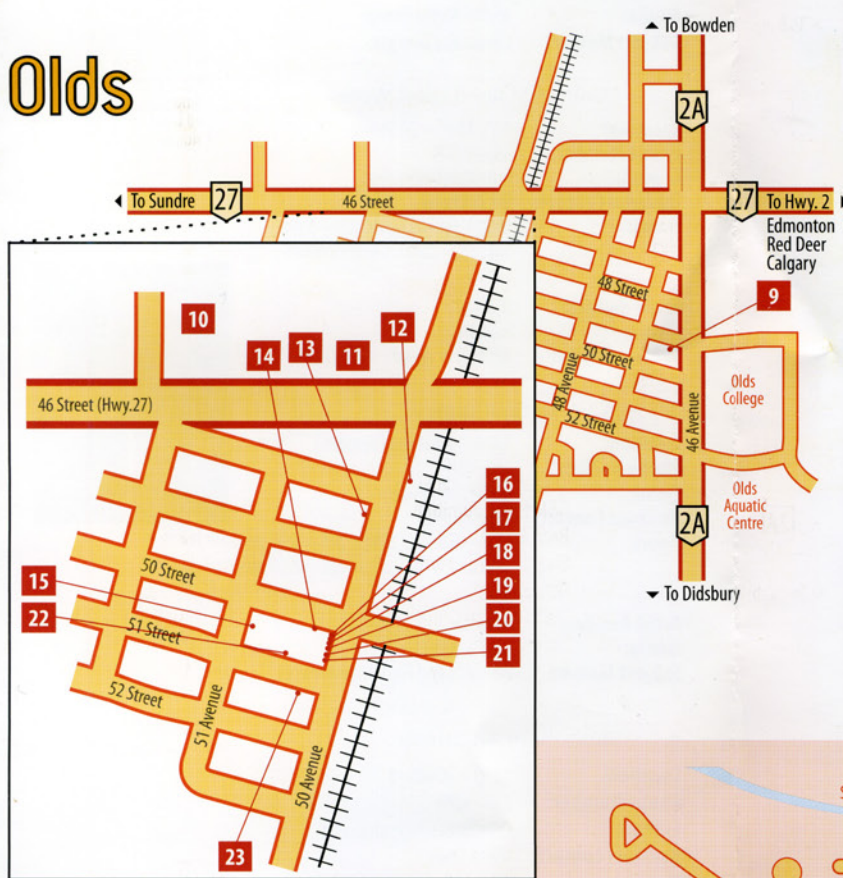 Olds
▲ To Bowden
2A
◂ To Sundre
27
46 Street
27
To Hwy. 2 ▸
Edmonton
Red Deer
Calgary
48 Street
9
50 Street
48 Avenue
52 Street
46 Avenue
Olds
College
Olds
Aquatic
Centre
2A
▼ To Didsbury
10
14
13
11
12
46 Street (Hwy.27)
16
17
18
19
20
21
50 Street
15
22
51 Street
52 Street
51 Avenue
50 Avenue
23